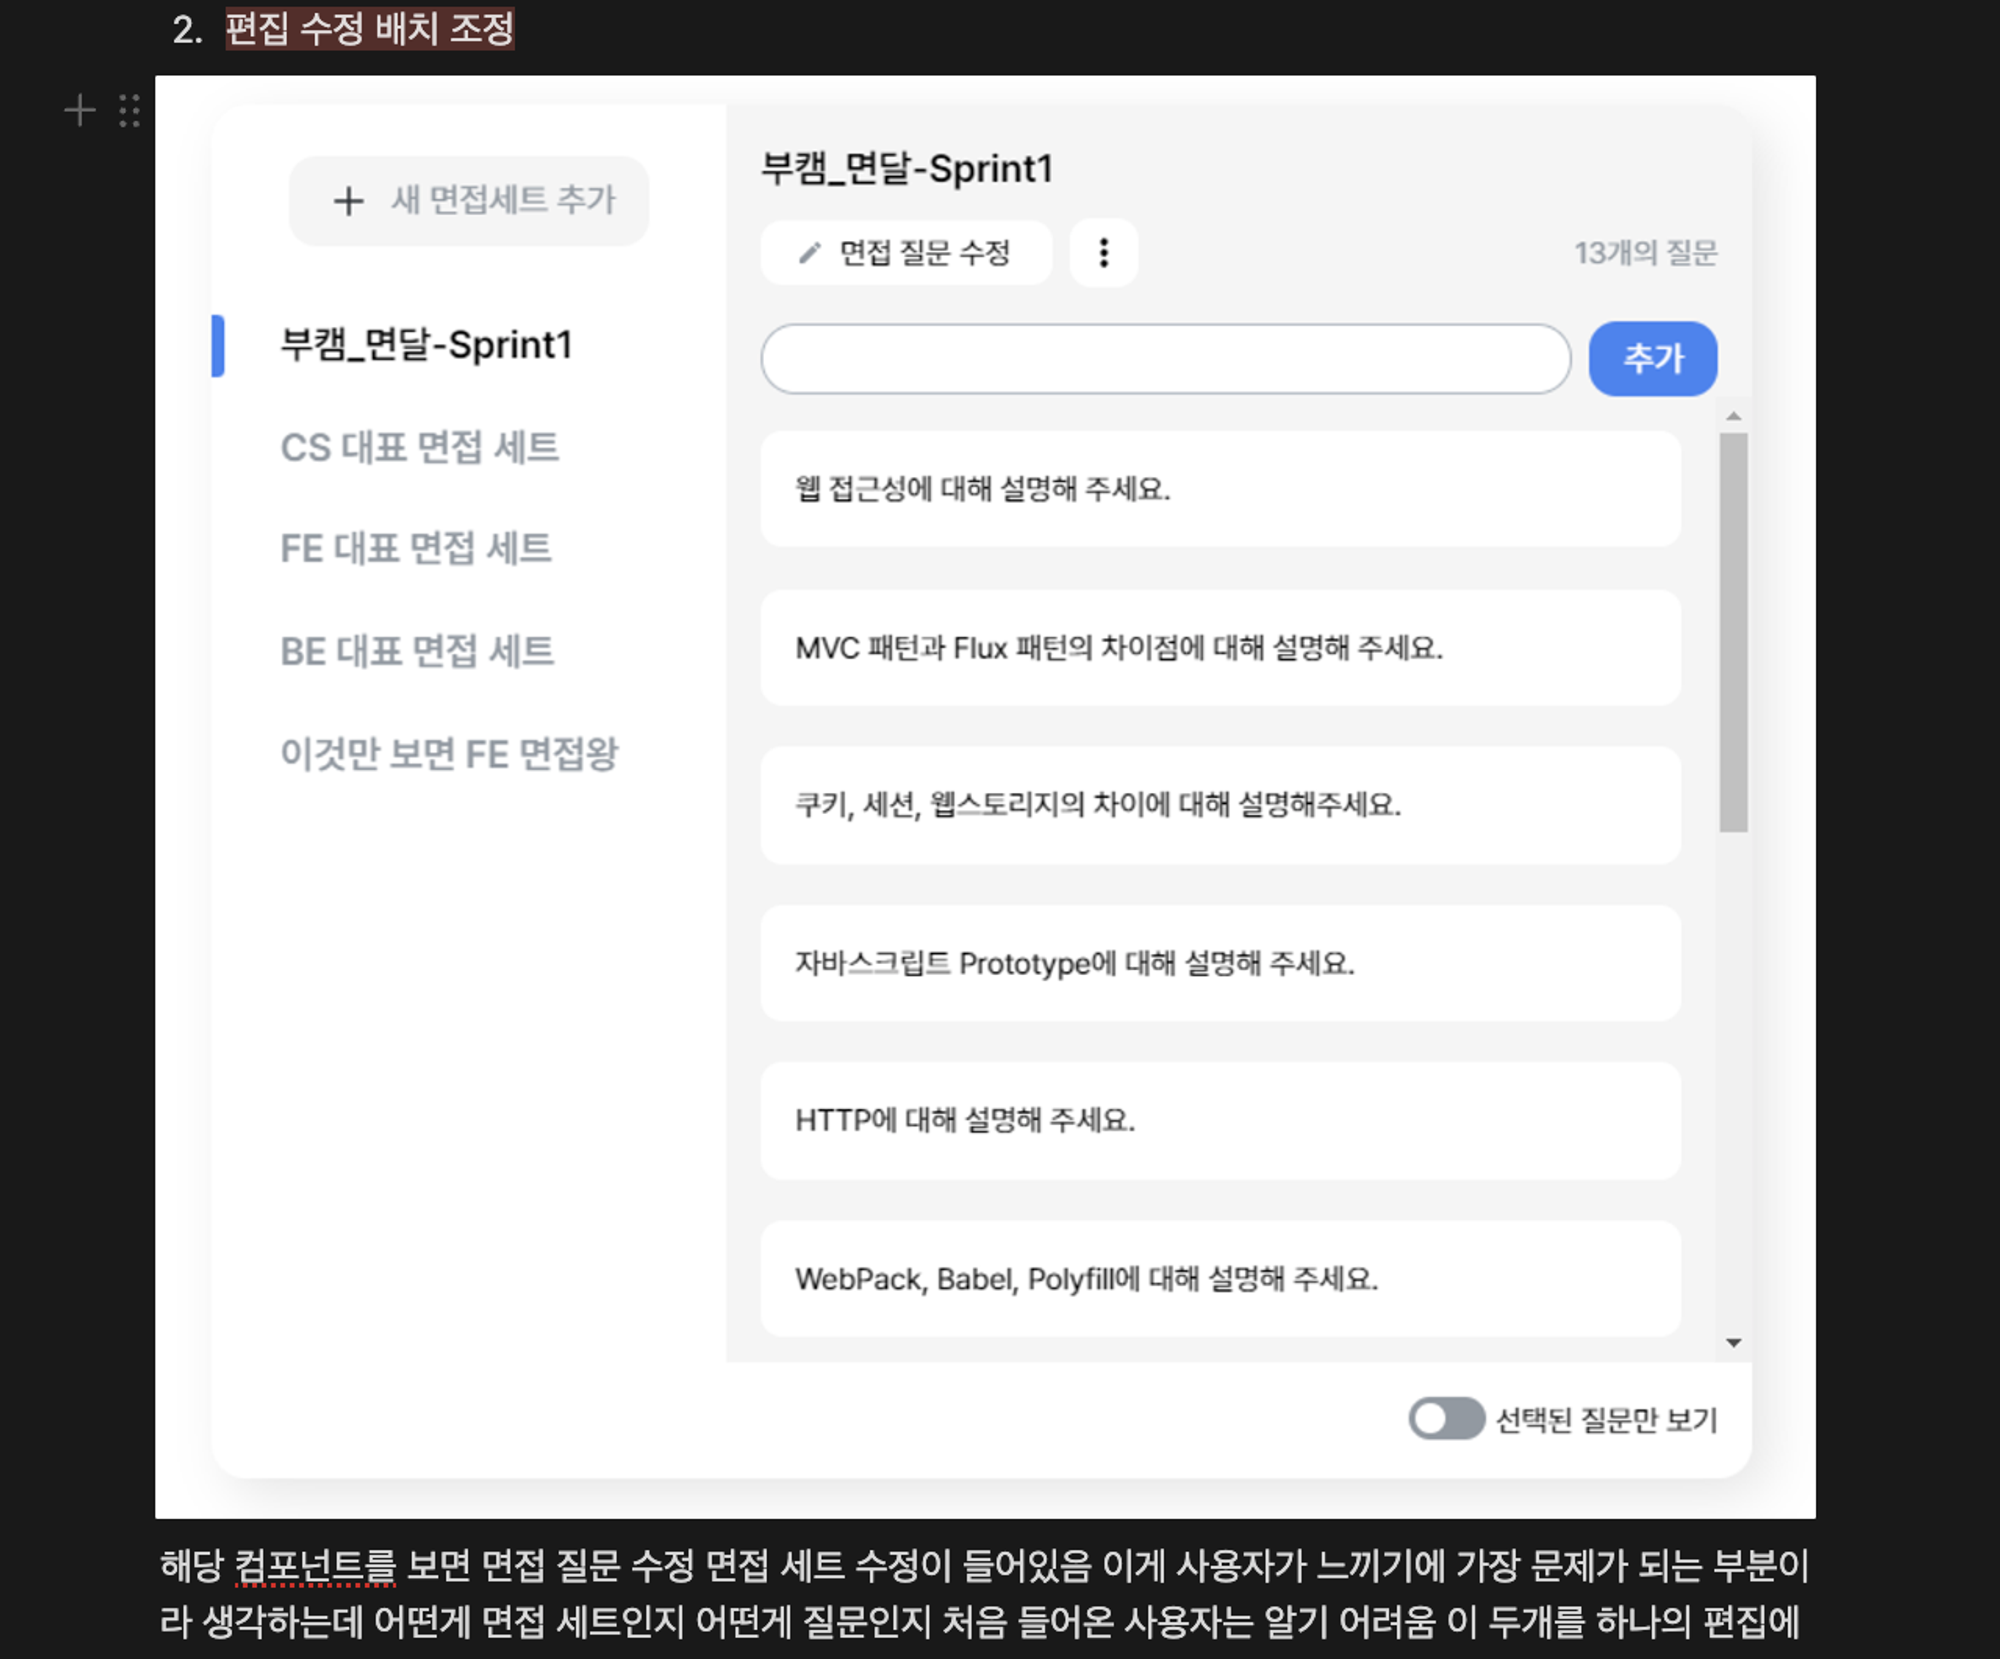 2. 편집 수정 배치 조정
새 면접세트 추가
부캠_면달-Sprint1
CS 대표 면접 세트
FE 대표 면접 세트
BE 대표 면접 세트
이것만 보면 FE 면접왕
부캠_면달-Sprint1
면접 질문 수정
13개의 질문
추가
웹 접근성에 대해 설명해 주세요.
MVC 패턴과 Flux 패턴의 차이점에 대해 설명해 주세요.
쿠키, 세션, 웹스토리지의 차이에 대해 설명해주세요.
자바스크립트 Prototype에 대해 설명해 주세요.
HTTP에 대해 설명해 주세요.
WebPack, Babel, Polyfill에 대해 설명해 주세요.
선택된 질문만 보기
해당 컴포넌트를 보면 면접 질문 수정 면접 세트 수정이 들어있음 이게 사용자가 느끼기에 가장 문제가 되는 부분이
라 생각하는데 어떤게 면접 세트인지 어떤게 질문인지 처음 들어온 사용자는 알기 어려움 이 두개를 하나의 편집에